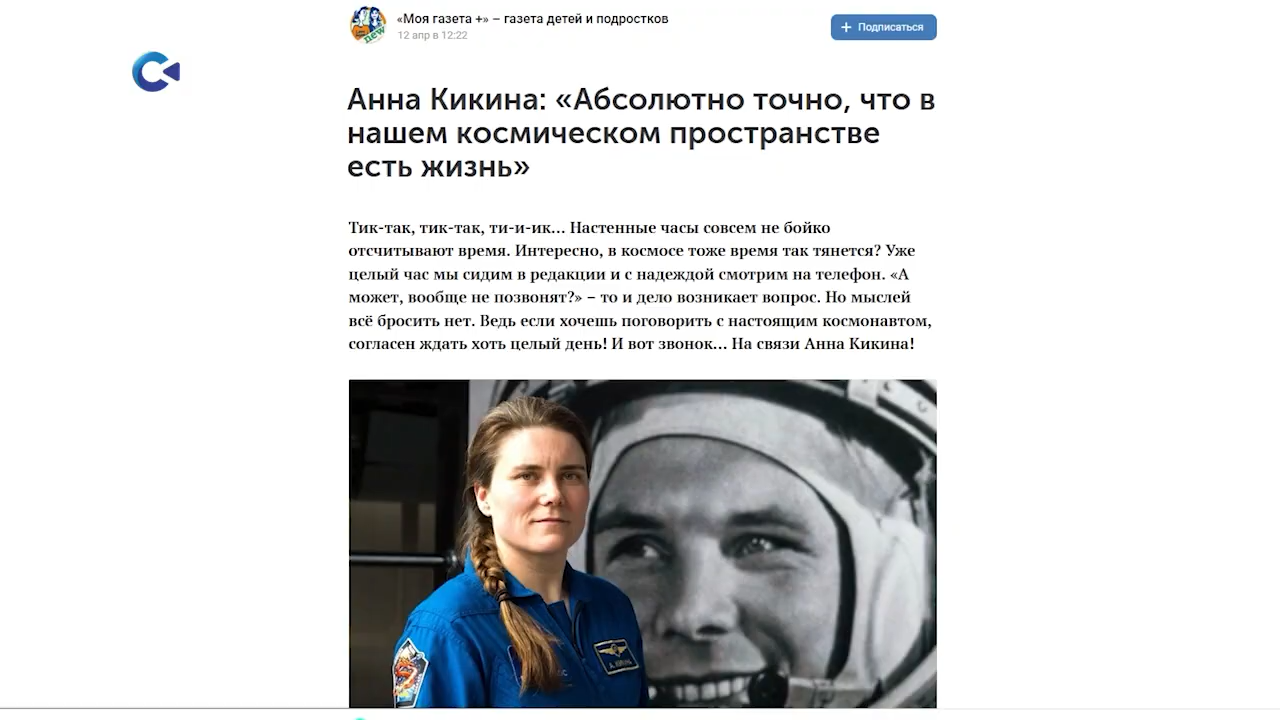 «Моя газета +» – газета детей и подростков
12 апр в 12:22
+ Подписаться
Анна Кикина: «Абсолютно точно, что в
нашем космическом пространстве
есть жизнь»
Тик-так, тик-так, ти-и-ик... Настенные часы совсем не бойко
отсчитывают время. Интересно, в космосе тоже время так тянется? Уже
целый час мы сидим в редакции и с надеждой смотрим на телефон. «А
может, вообще не позвонят?» – то и дело возникает вопрос. Но мыслей
всё бросить нет. Ведь если хочешь поговорить с настоящим космонавтом,
согласен ждать хоть целый день! И вот звонок... На связи Анна Кикина!